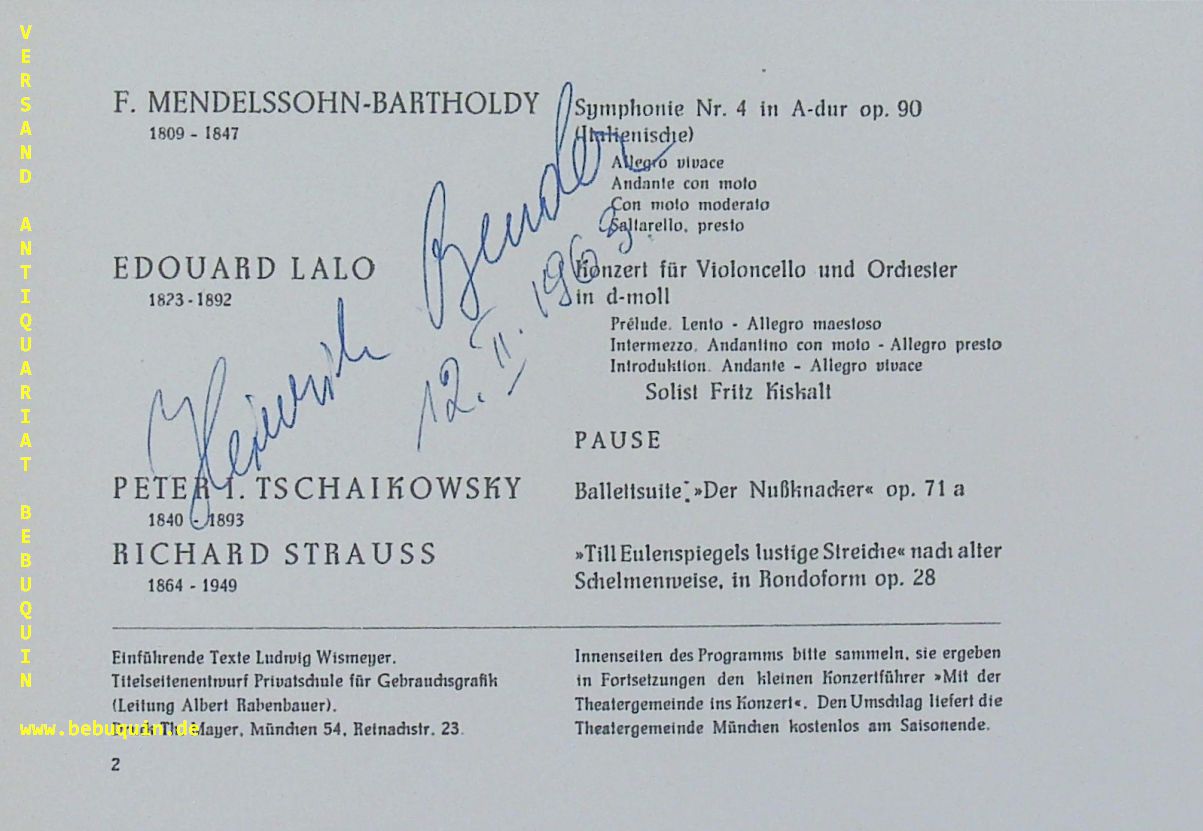 F. MENDELSSOHN-BARTHOLDY
1809 - 1847
Symphonie Nr. 4 in A-dur op. 90
(Italienische)
Allegro vivace
Andante con moto
Con moto moderato
Saltarello, presto
EDOUARD LALO
1823 - 1892
Konzert für Violoncello und Orchester
in d-moll
Prélude. Lento - Allegro maestoso
Intermezzo. Andantino con moto - Allegro presto
Introduktion. Andante - Allegro vivace
Solist Fritz Kiskalt
Heinrich Bender
12. II. 1963
PAUSE
PETER I. TSCHAIKOWSKY
1840 - 1893
Ballettsuite: »Der Nußknacker« op. 71 a
RICHARD STRAUSS
1864 - 1949
»Till Eulenspiegels lustige Streiche« nach alter
Schelmenweise, in Rondoform op. 28
Einführende Texte Ludwig Wismeyer.
Titelseitenentwurf Privatschule für Gebrauchsgrafik
(Leitung Albert Rabenbauer).
Druck Th. Mayer, München 54, Reinachstr. 23.
Innenseiten des Programms bitte sammeln, sie ergeben
in Fortsetzungen den kleinen Konzertführer »Mit der
Theatergemeinde ins Konzert«. Den Umschlag liefert die
Theatergemeinde München kostenlos am Saisonende.
2
VERSAND ANTIQUARIAT BEBUQUIN
www.bebuquin.de